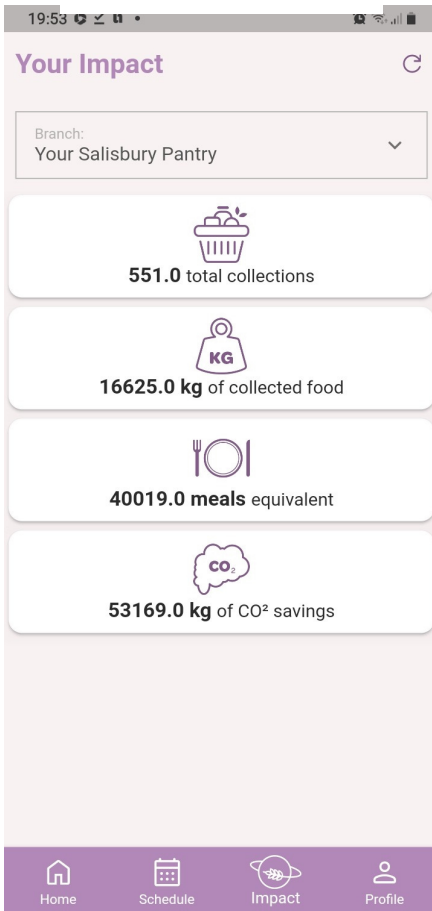 19:53
Your Impact
Branch:
Your Salisbury Pantry
551.0 total collections
KG
16625.0 kg of collected food
40019.0 meals equivalent
CO₂
53169.0 kg of CO² savings
Home Schedule Impact Profile